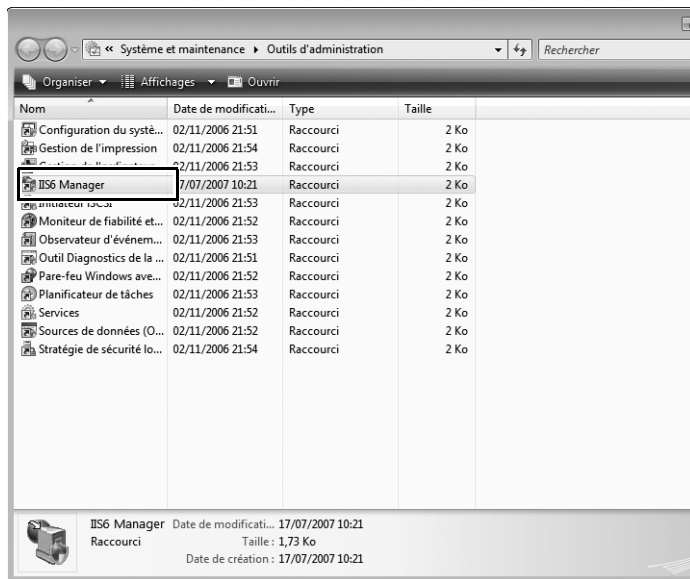 « Système et maintenance ▸ Outils d'administration
Rechercher
Organiser Affichages Ouvrir
Nom Date de modificati... Type Taille
Configuration du systè... 02/11/2006 21:51 Raccourci 2 Ko
Gestion de l'impression 02/11/2006 21:54 Raccourci 2 Ko
02/11/2006 21:53 Raccourci 2 Ko
IIS6 Manager 17/07/2007 10:21 Raccourci 2 Ko
Initiateur iSCSI 02/11/2006 21:53 Raccourci 2 Ko
Moniteur de fiabilité et... 02/11/2006 21:52 Raccourci 2 Ko
Observateur d'événem... 02/11/2006 21:53 Raccourci 2 Ko
Outil Diagnostics de la ... 02/11/2006 21:51 Raccourci 2 Ko
Pare-feu Windows ave... 02/11/2006 21:52 Raccourci 2 Ko
Planificateur de tâches 02/11/2006 21:53 Raccourci 2 Ko
Services 02/11/2006 21:52 Raccourci 2 Ko
Sources de données (O... 02/11/2006 21:52 Raccourci 2 Ko
Stratégie de sécurité lo... 02/11/2006 21:54 Raccourci 2 Ko
IIS6 Manager Date de modificati... 17/07/2007 10:21
Raccourci Taille : 1,73 Ko
Date de création : 17/07/2007 10:21